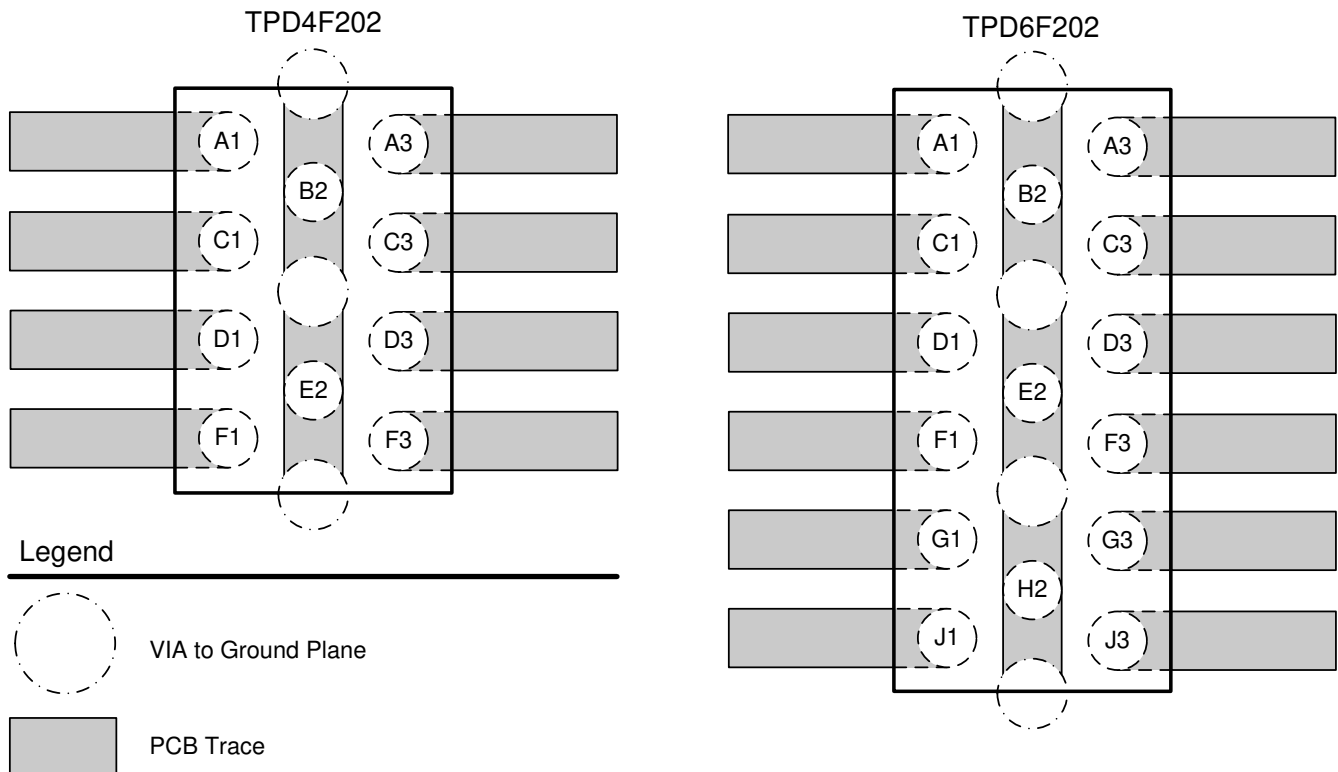 TPD4F202
A1
A3
B2
C1
C3
D1
D3
E2
F1
F3
Legend
VIA to Ground Plane
PCB Trace
TPD6F202
A1
A3
B2
C1
C3
D1
D3
E2
F1
F3
G1
G3
H2
J1
J3